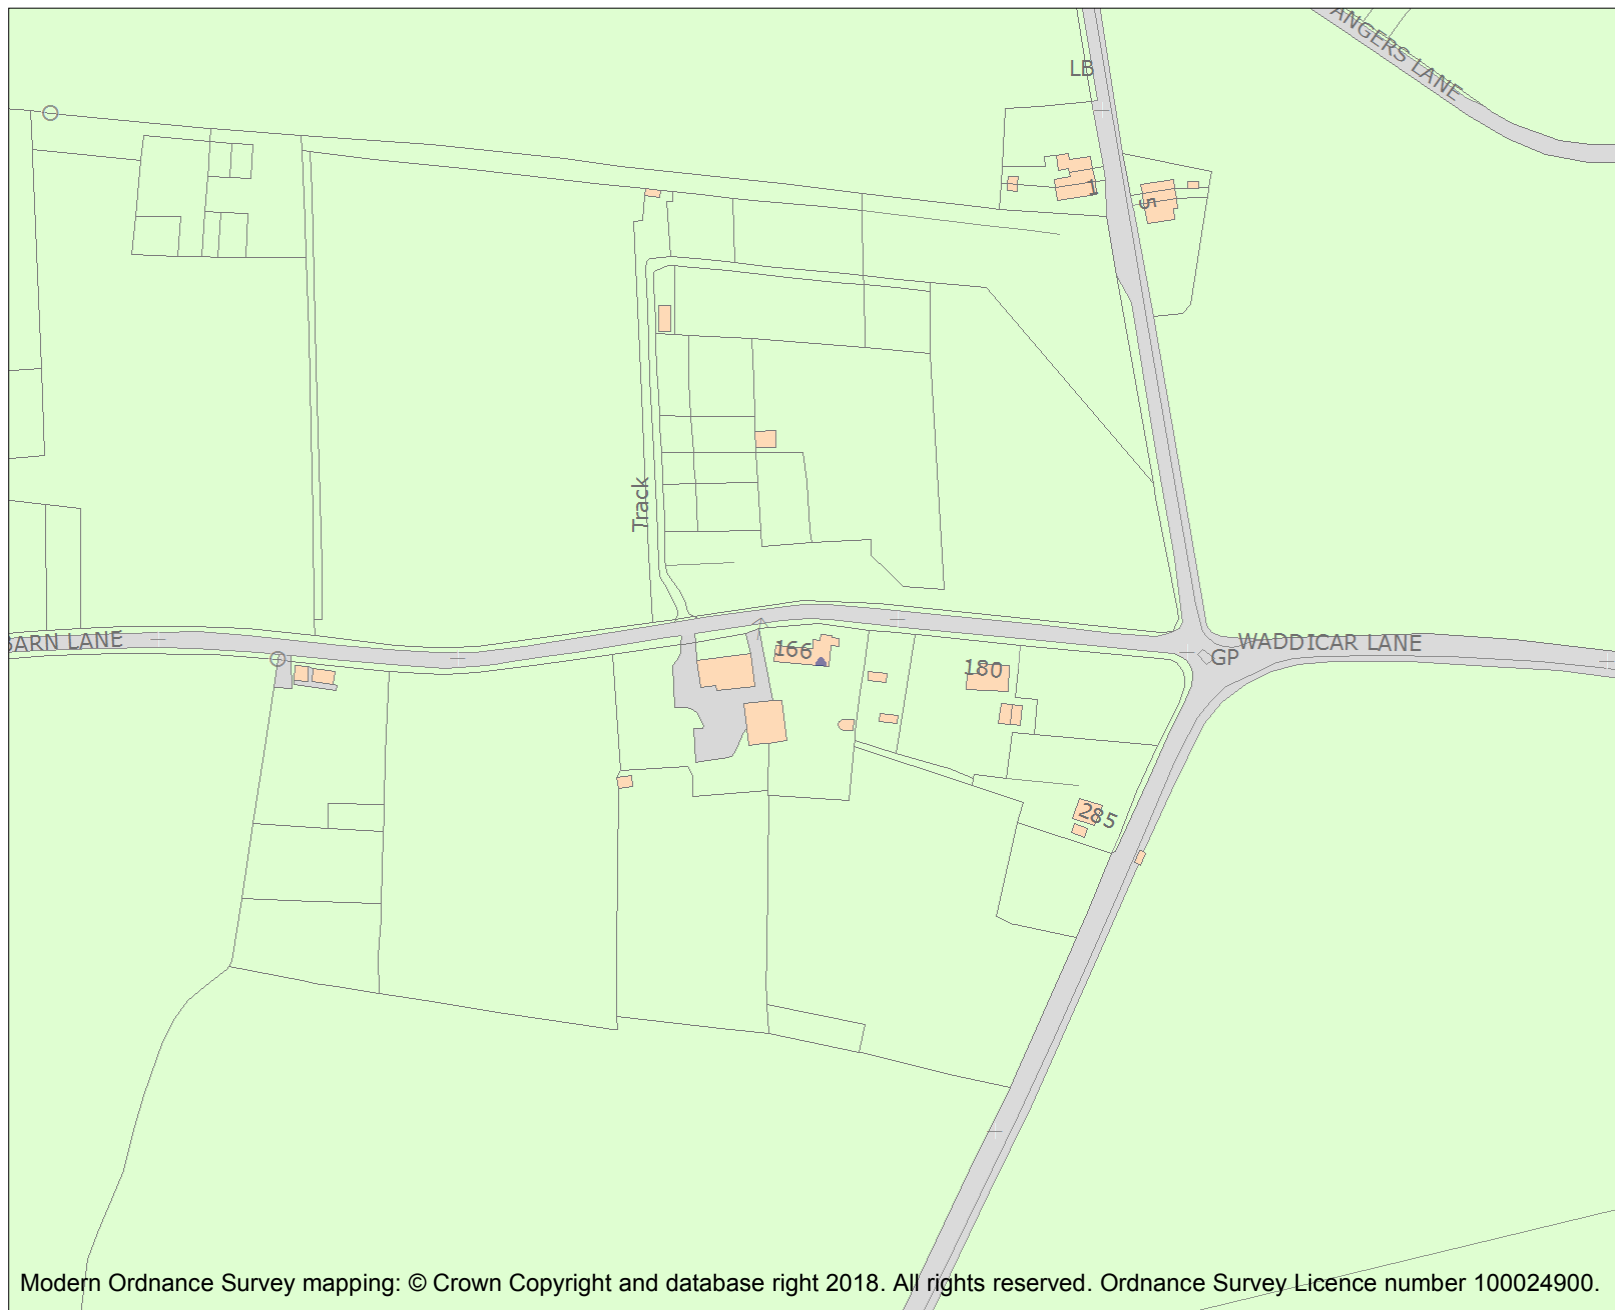 ANGERS LANE
LB
1
5
Track
BARN LANE
166
180
WADDICAR LANE
GP
285
Modern Ordnance Survey mapping: © Crown Copyright and database right 2018. All rights reserved. Ordnance Survey Licence number 100024900.